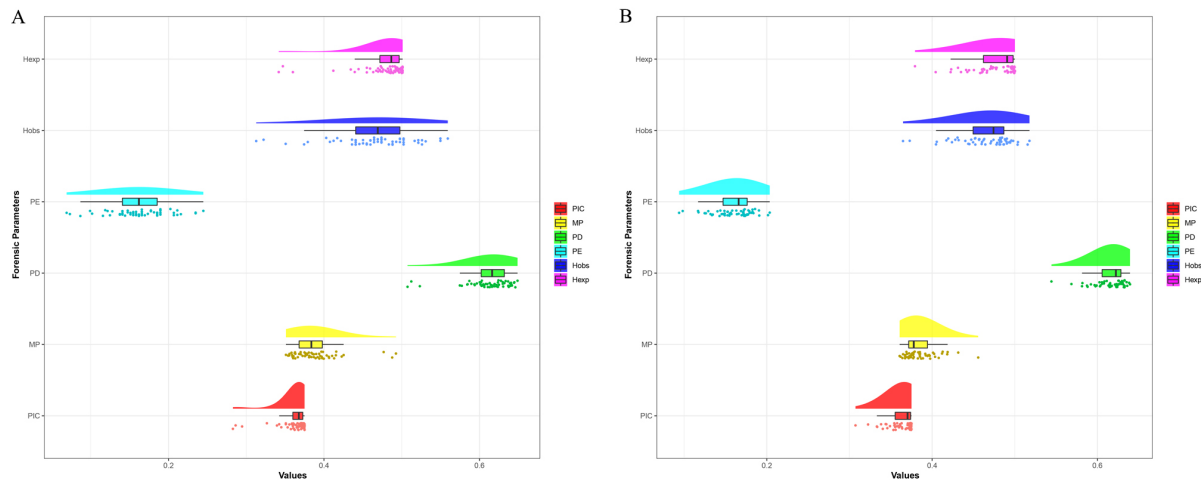 A
Forensic Parameters
Hexp
Hobs
PE
PD
MP
PIC
0.2
0.4
0.6
Values
PIC
MP
PD
PE
Hobs
Hexp
B
Forensic Parameters
Hexp
Hobs
PE
PD
MP
PIC
0.2
0.4
0.6
Values
PIC
MP
PD
PE
Hobs
Hexp